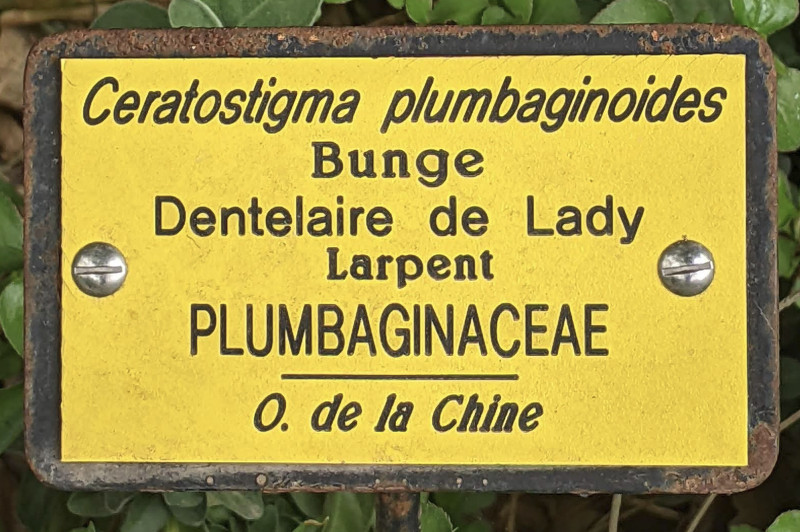 Ceratostigma plumbaginoides
Bunge
Dentelaire de Lady
Larpent
PLUMBAGINACEAE
O. de la Chine